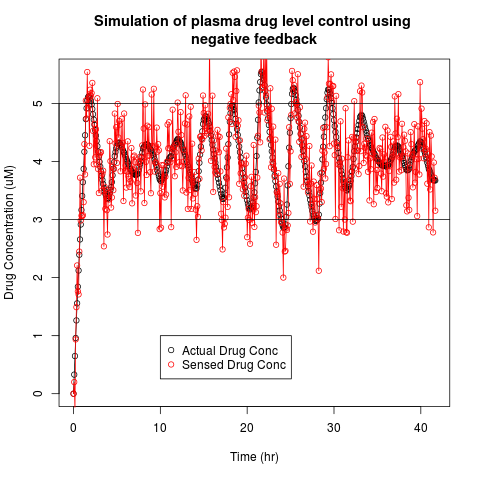 Simulation of plasma drug level control using
negative feedback
Drug Concentration (uM)
5
4
3
2
1
0
Actual Drug Conc
Sensed Drug Conc
0 10 20 30 40
Time (hr)